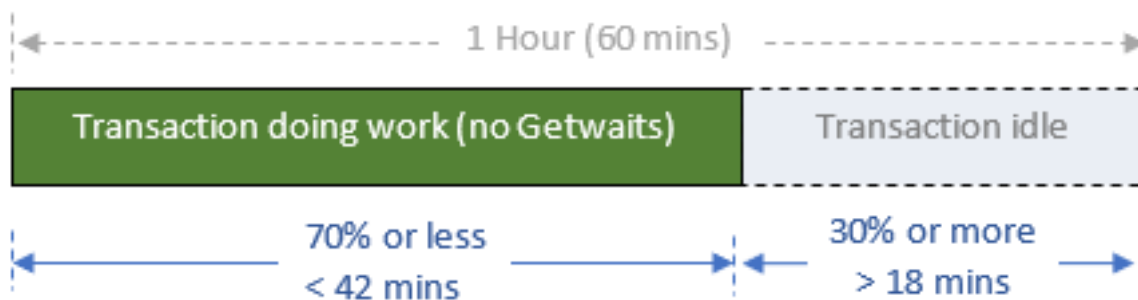 1 Hour (60 mins)
Transaction doing work (no Getwaits)
Transaction idle
70% or less
< 42 mins
30% or more
> 18 mins